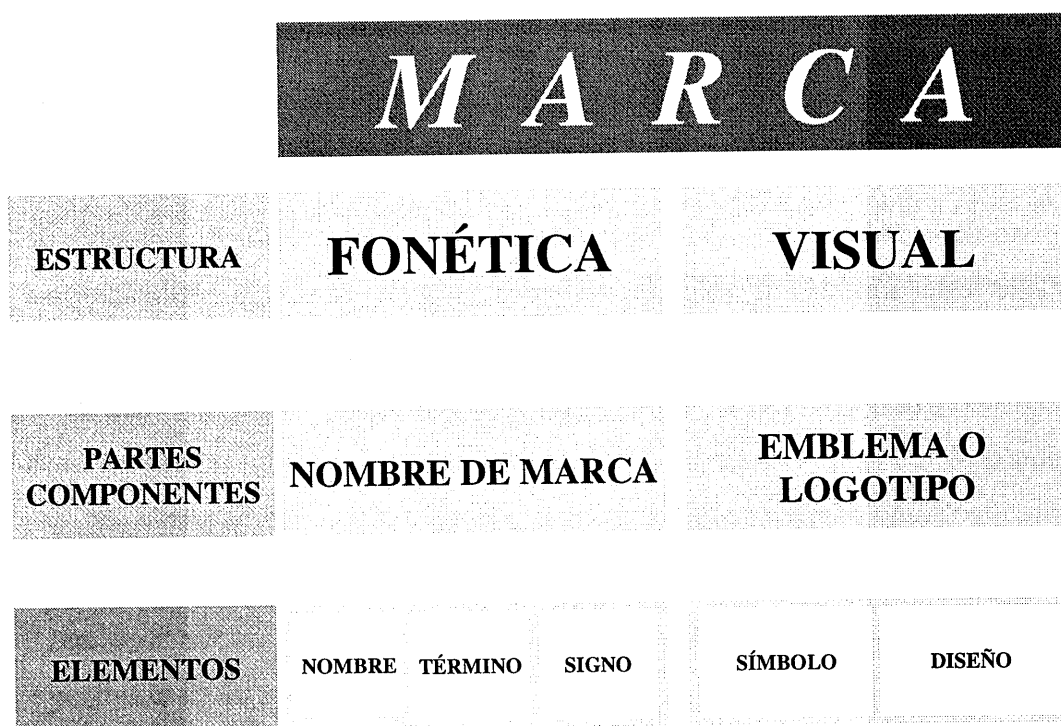 MARCA
ESTRUCTURA FONÉTICA VISUAL
PARTES COMPONENTES NOMBRE DE MARCA EMBLEMA O LOGOTIPO
ELEMENTOS NOMBRE TÉRMINO SIGNO SÍMBOLO DISEÑO